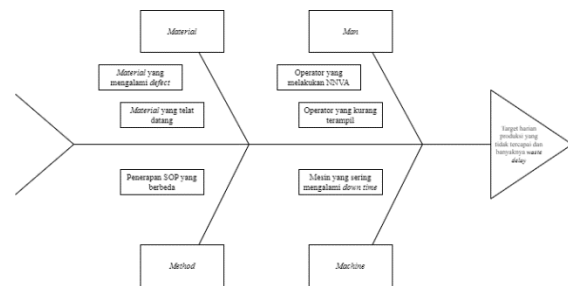 Material
Man
Material yang
mengalami defect
Operator yang
melakukan NNVA
Material yang telat
datang
Operator yang kurang
terampil
Target harian
produksi yang
tidak tercapai dan
banyaknya waste
delay
Penerapan SOP yang
berbeda
Mesin yang sering
mengalami down time
Method
Machine